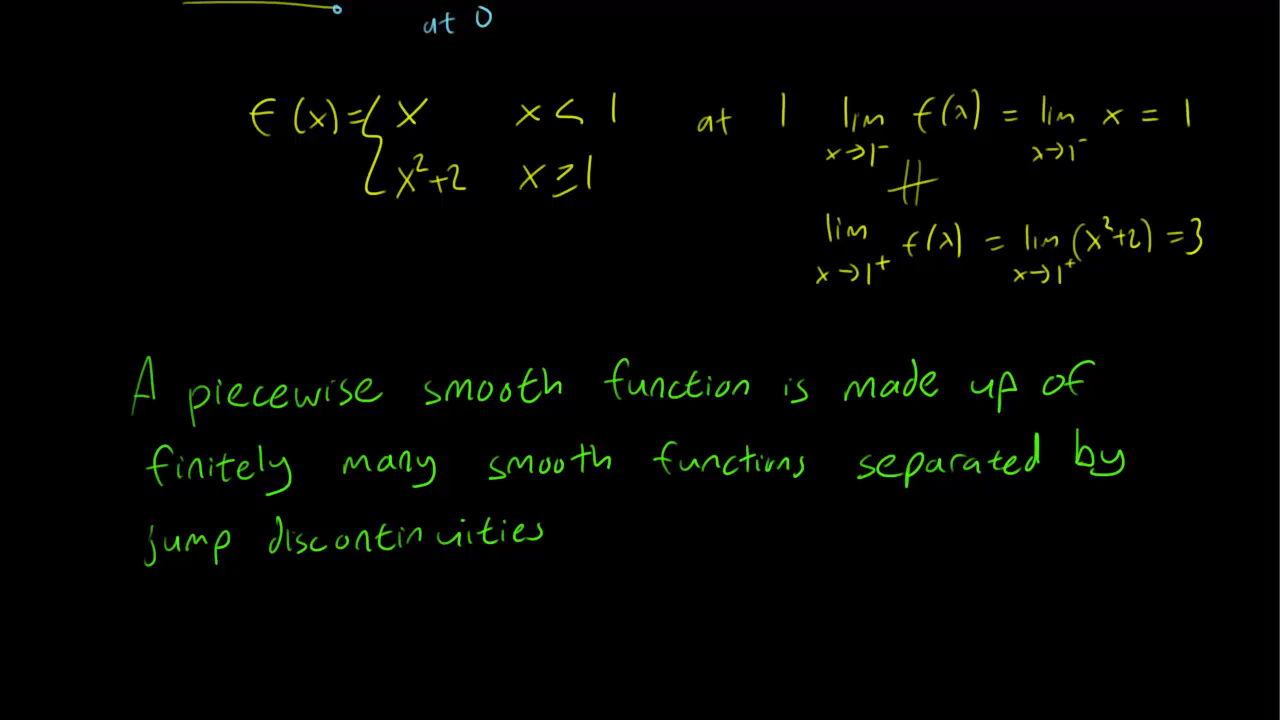 at 0
f(x)={ x x < 1 at 1 lim x→1⁻ f(x) = lim x→1⁻ x = 1
x²+2 x ≥ 1 ≠
lim x→1⁺ f(x) = lim x→1⁺ (x²+2) = 3
A piecewise smooth function is made up of
finitely many smooth functions separated by
jump discontinuities